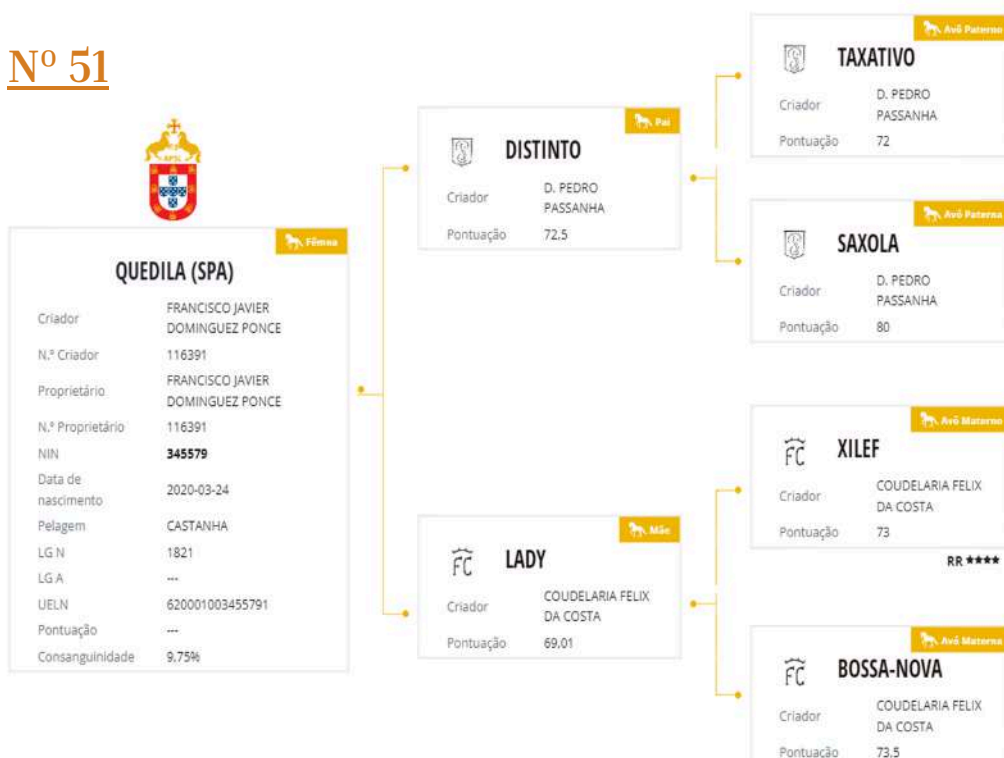 Nº 51
APSL
Fêmea
QUEDILA (SPA)
Criador
FRANCISCO JAVIER
DOMINGUEZ PONCE
N.º Criador 116391
Proprietário
FRANCISCO JAVIER
DOMINGUEZ PONCE
N.º Proprietário 116391
NIN 345579
Data de
nascimento
2020-03-24
Pelagem CASTANHA
LG N 1821
LG A ---
UELN 620001003455791
Pontuação ---
Consanguinidade 9.75%
Pai
DISTINTO
Criador
D. PEDRO
PASSANHA
Pontuação 72.5
Mãe
FC
LADY
Criador
COUDELARIA FELIX
DA COSTA
Pontuação 69.01
Avô Paterno
TAXATIVO
Criador
D. PEDRO
PASSANHA
Pontuação 72
Avó Paterna
SAXOLA
Criador
D. PEDRO
PASSANHA
Pontuação 80
Avô Materno
FC
XILEF
Criador
COUDELARIA FELIX
DA COSTA
Pontuação 73
RR ****
Avó Materna
FC
BOSSA-NOVA
Criador
COUDELARIA FELIX
DA COSTA
Pontuação 73.5